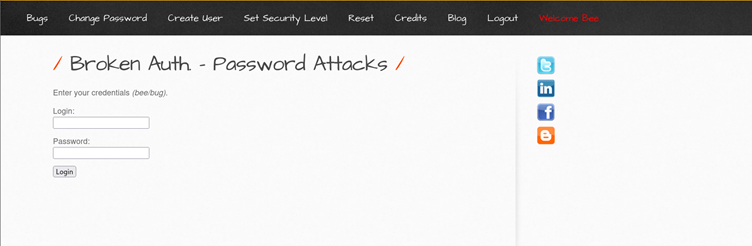 Bugs Change Password Create User Set Security Level Reset Credits Blog Logout Welcome Bee
/ Broken Auth. - Password Attacks /
Enter your credentials (bee/bug).
Login:
Password:
Login